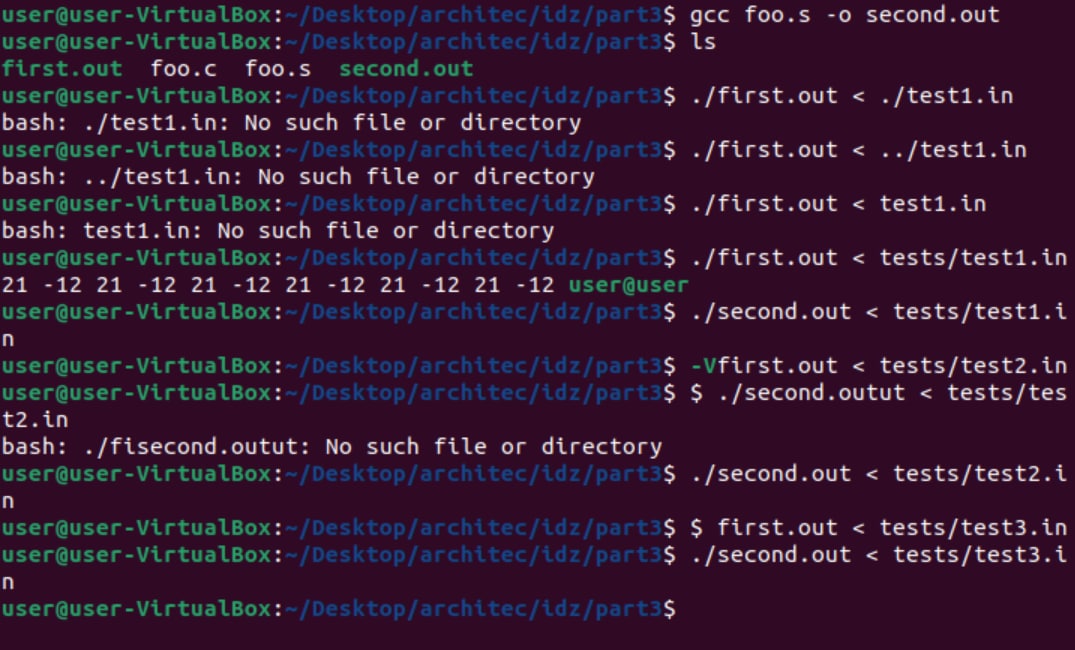 user@user-VirtualBox:~/Desktop/architec/idz/part3$ gcc foo.s -o second.out
user@user-VirtualBox:~/Desktop/architec/idz/part3$ ls
first.out  foo.c  foo.s  second.out
user@user-VirtualBox:~/Desktop/architec/idz/part3$ ./first.out < ./test1.in
bash: ./test1.in: No such file or directory
user@user-VirtualBox:~/Desktop/architec/idz/part3$ ./first.out < ../test1.in
bash: ../test1.in: No such file or directory
user@user-VirtualBox:~/Desktop/architec/idz/part3$ ./first.out < test1.in
bash: test1.in: No such file or directory
user@user-VirtualBox:~/Desktop/architec/idz/part3$ ./first.out < tests/test1.in
21 -12 21 -12 21 -12 21 -12 21 -12 21 -12 user@user
user@user-VirtualBox:~/Desktop/architec/idz/part3$ ./second.out < tests/test1.i
n
user@user-VirtualBox:~/Desktop/architec/idz/part3$ -Vfirst.out < tests/test2.in
user@user-VirtualBox:~/Desktop/architec/idz/part3$ $ ./second.outut < tests/tes
t2.in
bash: ./fisecond.outut: No such file or directory
user@user-VirtualBox:~/Desktop/architec/idz/part3$ ./second.out < tests/test2.i
n
user@user-VirtualBox:~/Desktop/architec/idz/part3$ $ first.out < tests/test3.in
user@user-VirtualBox:~/Desktop/architec/idz/part3$ ./second.out < tests/test3.i
n
user@user-VirtualBox:~/Desktop/architec/idz/part3$